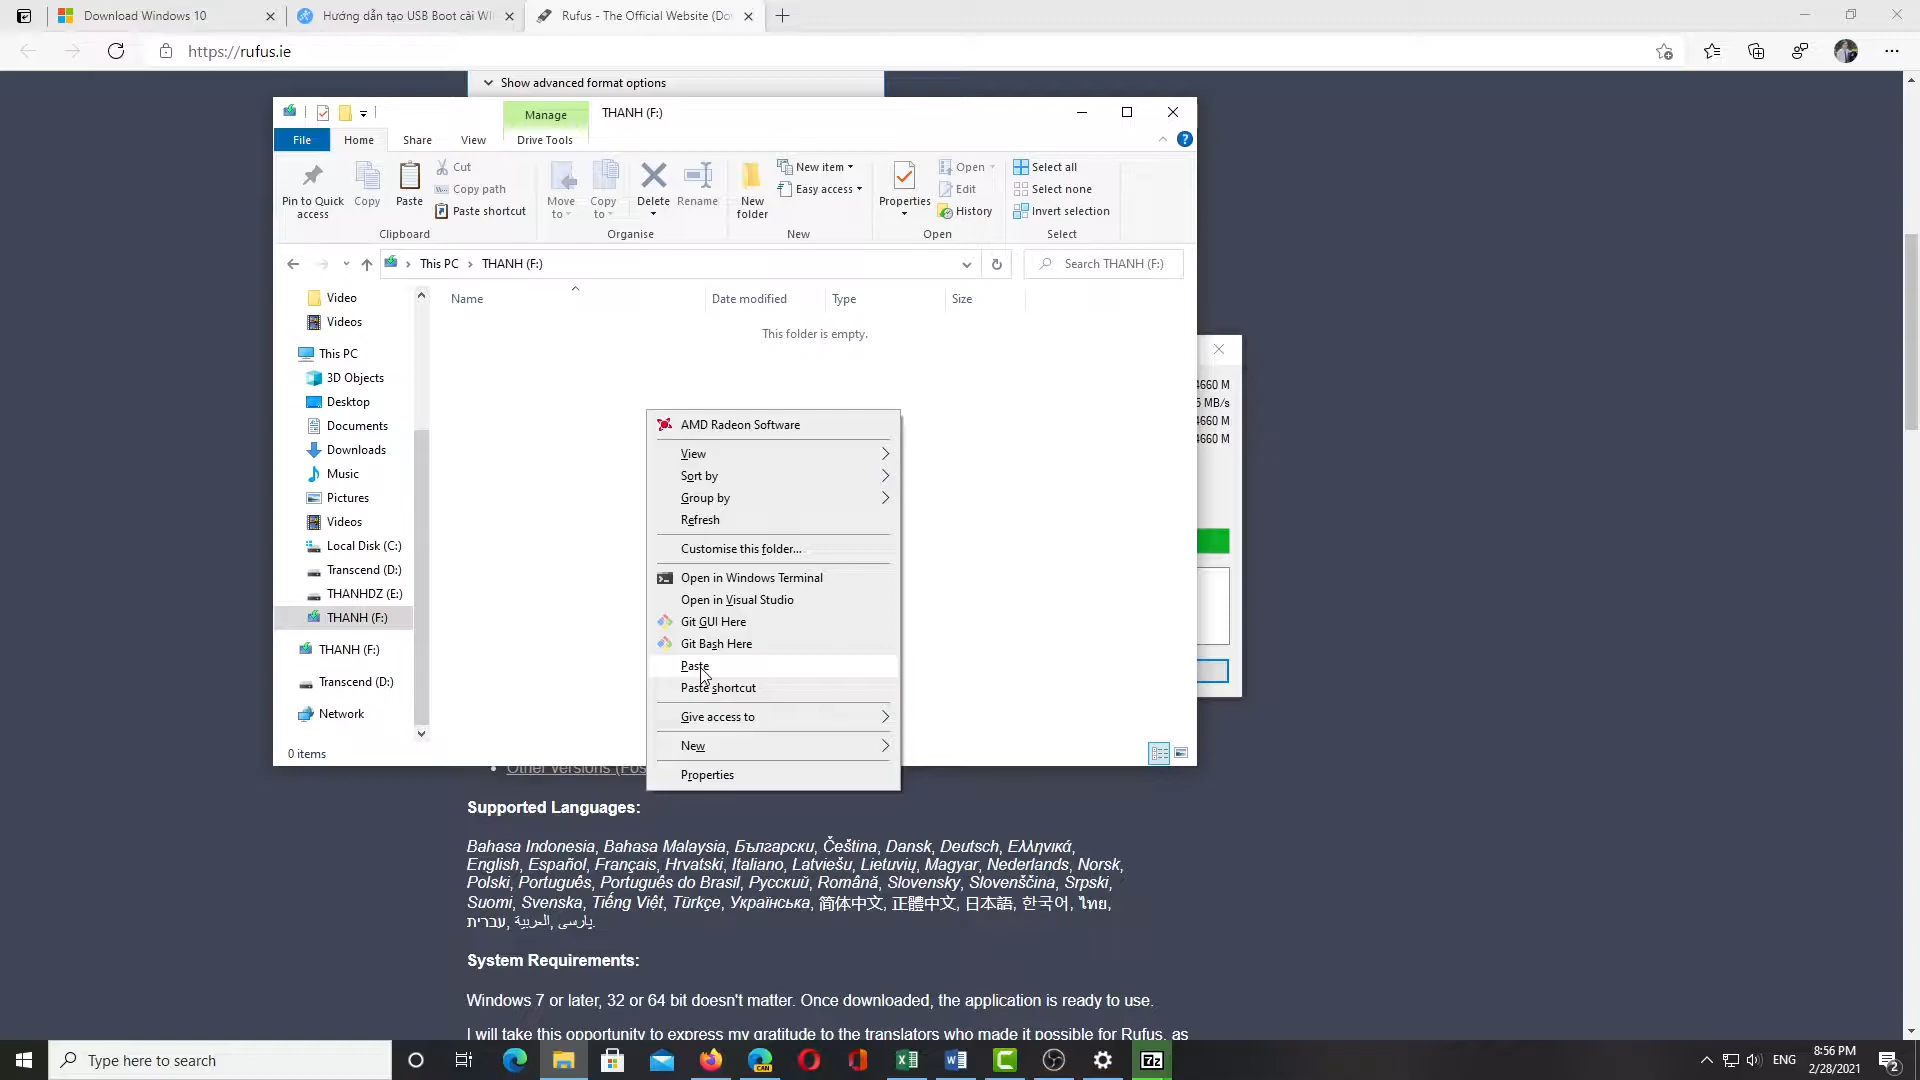 Download Windows 10
Hướng dẫn tạo USB Boot cài WI
Rufus - The Official Website (Do
https://rufus.ie
Show advanced format options
Manage
THANH (F:)
File
Home
Share
View
Drive Tools
Pin to Quick access
Copy
Paste
Cut
Copy path
Paste shortcut
Move to
Copy to
Delete
Rename
New folder
New item
Easy access
Properties
Open
Edit
History
Select all
Select none
Invert selection
Clipboard
Organise
New
Open
Select
This PC
THANH (F:)
Search THANH (F:)
Name
Date modified
Type
Size
This folder is empty.
Video
Videos
This PC
3D Objects
Desktop
Documents
Downloads
Music
Pictures
Videos
Local Disk (C:)
Transcend (D:)
THANHDZ (E:)
THANH (F:)
THANH (F:)
Transcend (D:)
Network
0 items
AMD Radeon Software
View
Sort by
Group by
Refresh
Customise this folder...
Open in Windows Terminal
Open in Visual Studio
Git GUI Here
Git Bash Here
Paste
Paste shortcut
Give access to
New
Properties
4660 M
5 MB/s
4660 M
4660 M
Other versions (Fos
Supported Languages:
Bahasa Indonesia, Bahasa Malaysia, Български, Čeština, Dansk, Deutsch, Ελληνικά,
English, Español, Français, Hrvatski, Italiano, Latviešu, Lietuvių, Magyar, Nederlands, Norsk,
Polski, Português, Português do Brasil, Русский, Română, Slovensky, Slovenščina, Srpski,
Suomi, Svenska, Tiếng Việt, Türkçe, Українська, 简体中文, 正體中文, 日本語, 한국어, ไทย,
עברית, العربية, پارسی.
System Requirements:
Windows 7 or later, 32 or 64 bit doesn't matter. Once downloaded, the application is ready to use.
I will take this opportunity to express my gratitude to the translators who made it possible for Rufus, as
Type here to search
CAN
7z
ENG
8:56 PM
2/28/2021
2